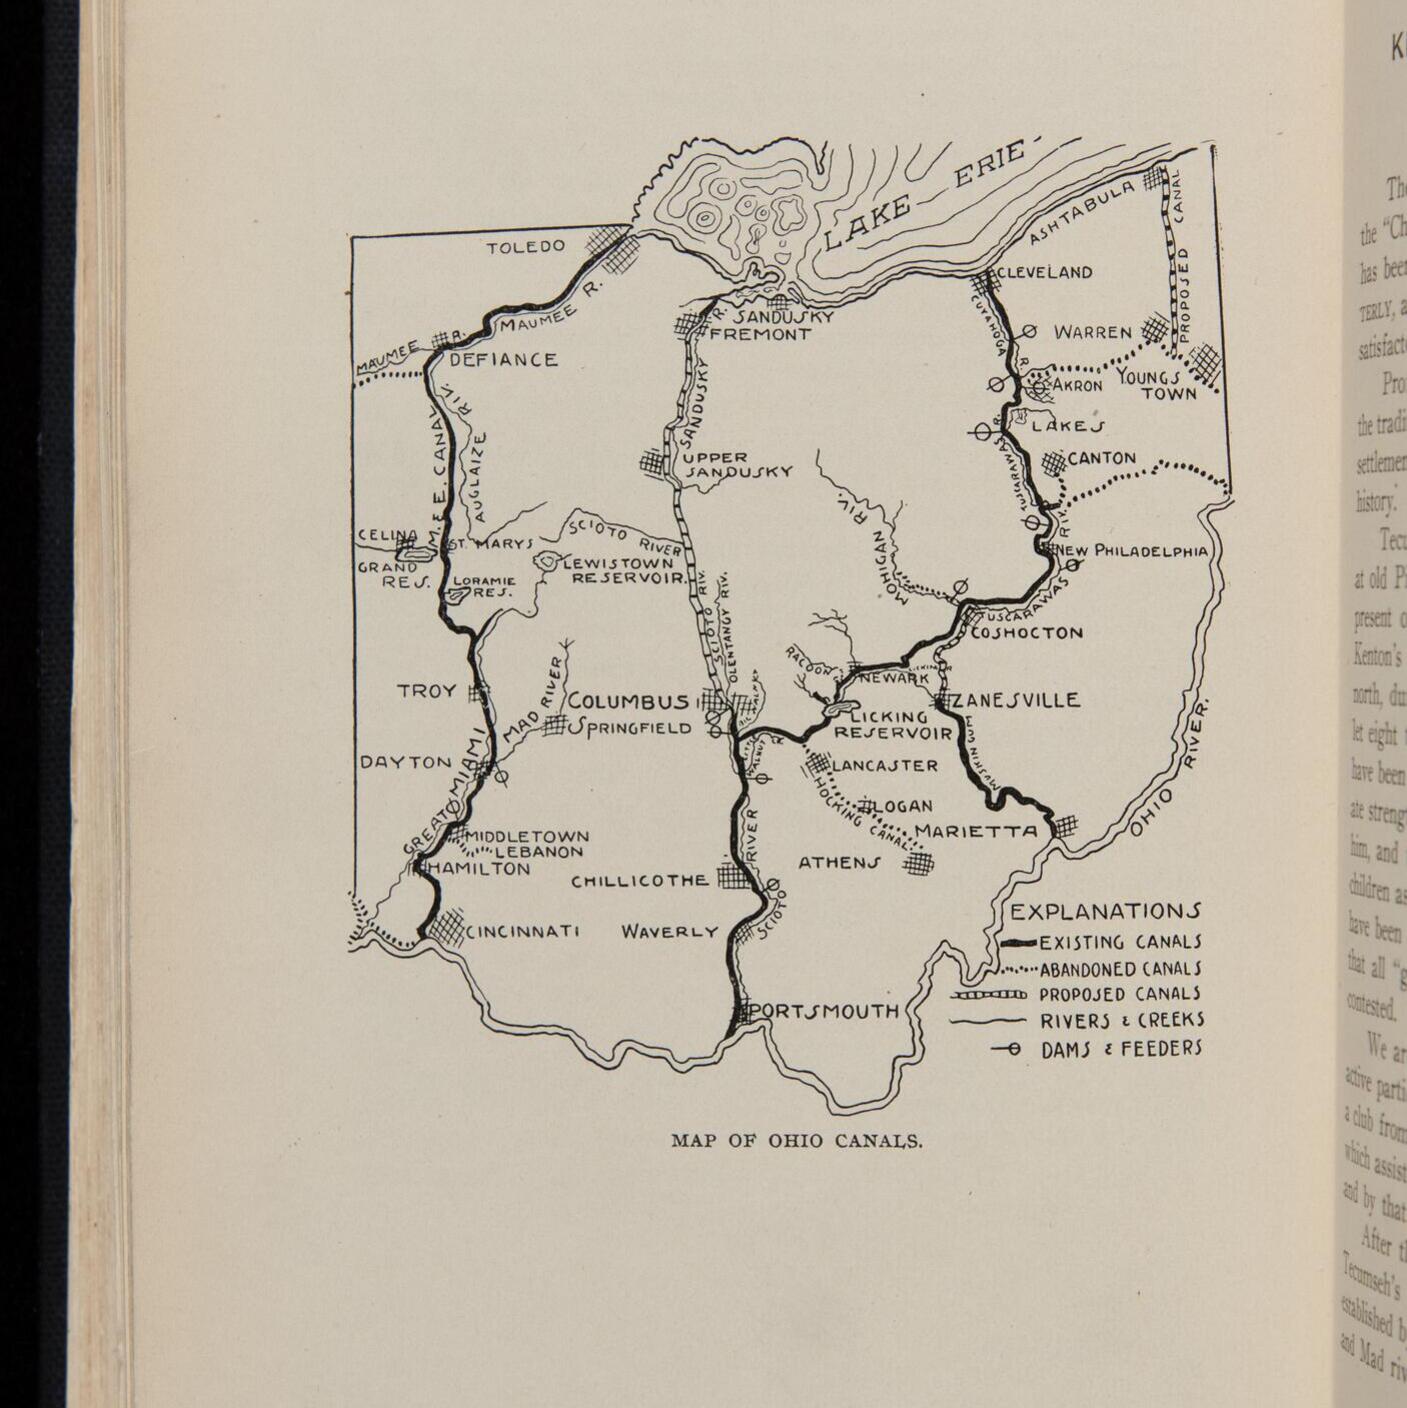 LAKE ERIE
ASHTABULA
PROPOSED CANAL
TOLEDO
CLEVELAND
MAUMEE R.
SANDUSKY
FREMONT
R.
CUYAHOGA
R.
WARREN
MAUMEE R.
DEFIANCE
AKRON
YOUNGS
TOWN
SANDUSKY
LAKES
M. & E. CANAL
AUGLAIZE RIV.
UPPER
SANDUSKY
CANTON
TUSCARAWAS R.
MOHIGAN RIV.
RIV.
CELINA
GRAND
RES.
ST. MARYS
SCIOTO RIVER
LEWISTOWN
RESERVOIR.
LORAMIE
RES.
NEW PHILADELPHIA
TUSCARAWAS
COSHOCTON
SCIOTO RIV.
OLENTANGY RIV.
RACOON
NEWARK
LICKING R
TROY
MAD RIVER
COLUMBUS
SPRINGFIELD
LICKING
RESERVOIR
ZANESVILLE
MUSKINGUM
DAYTON
GREAT MIAMI
WALNUT
LANCASTER
HOCKING CANAL
LOGAN
MARIETTA
OHIO RIVER.
MIDDLETOWN
LEBANON
HAMILTON
RIVER
CHILLICOTHE
ATHENS
CINCINNATI
WAVERLY
SCIOTO
PORTSMOUTH
EXPLANATIONS
EXISTING CANALS
ABANDONED CANALS
PROPOSED CANALS
RIVERS & CREEKS
DAMS & FEEDERS
MAP OF OHIO CANALS.
K
the "Ch
has bee
TERLY, a
satisfact
Pro
the tradi
settlemen
history.
Tecu
at old P
present o
Kenton's
north, du
let eight
have been
ate streng
him, and
children as
have been
that all "g
contested.
We ar
active parti
a club from
which assist
and by that
After t
Tecumseh's
established b
and Mad riv